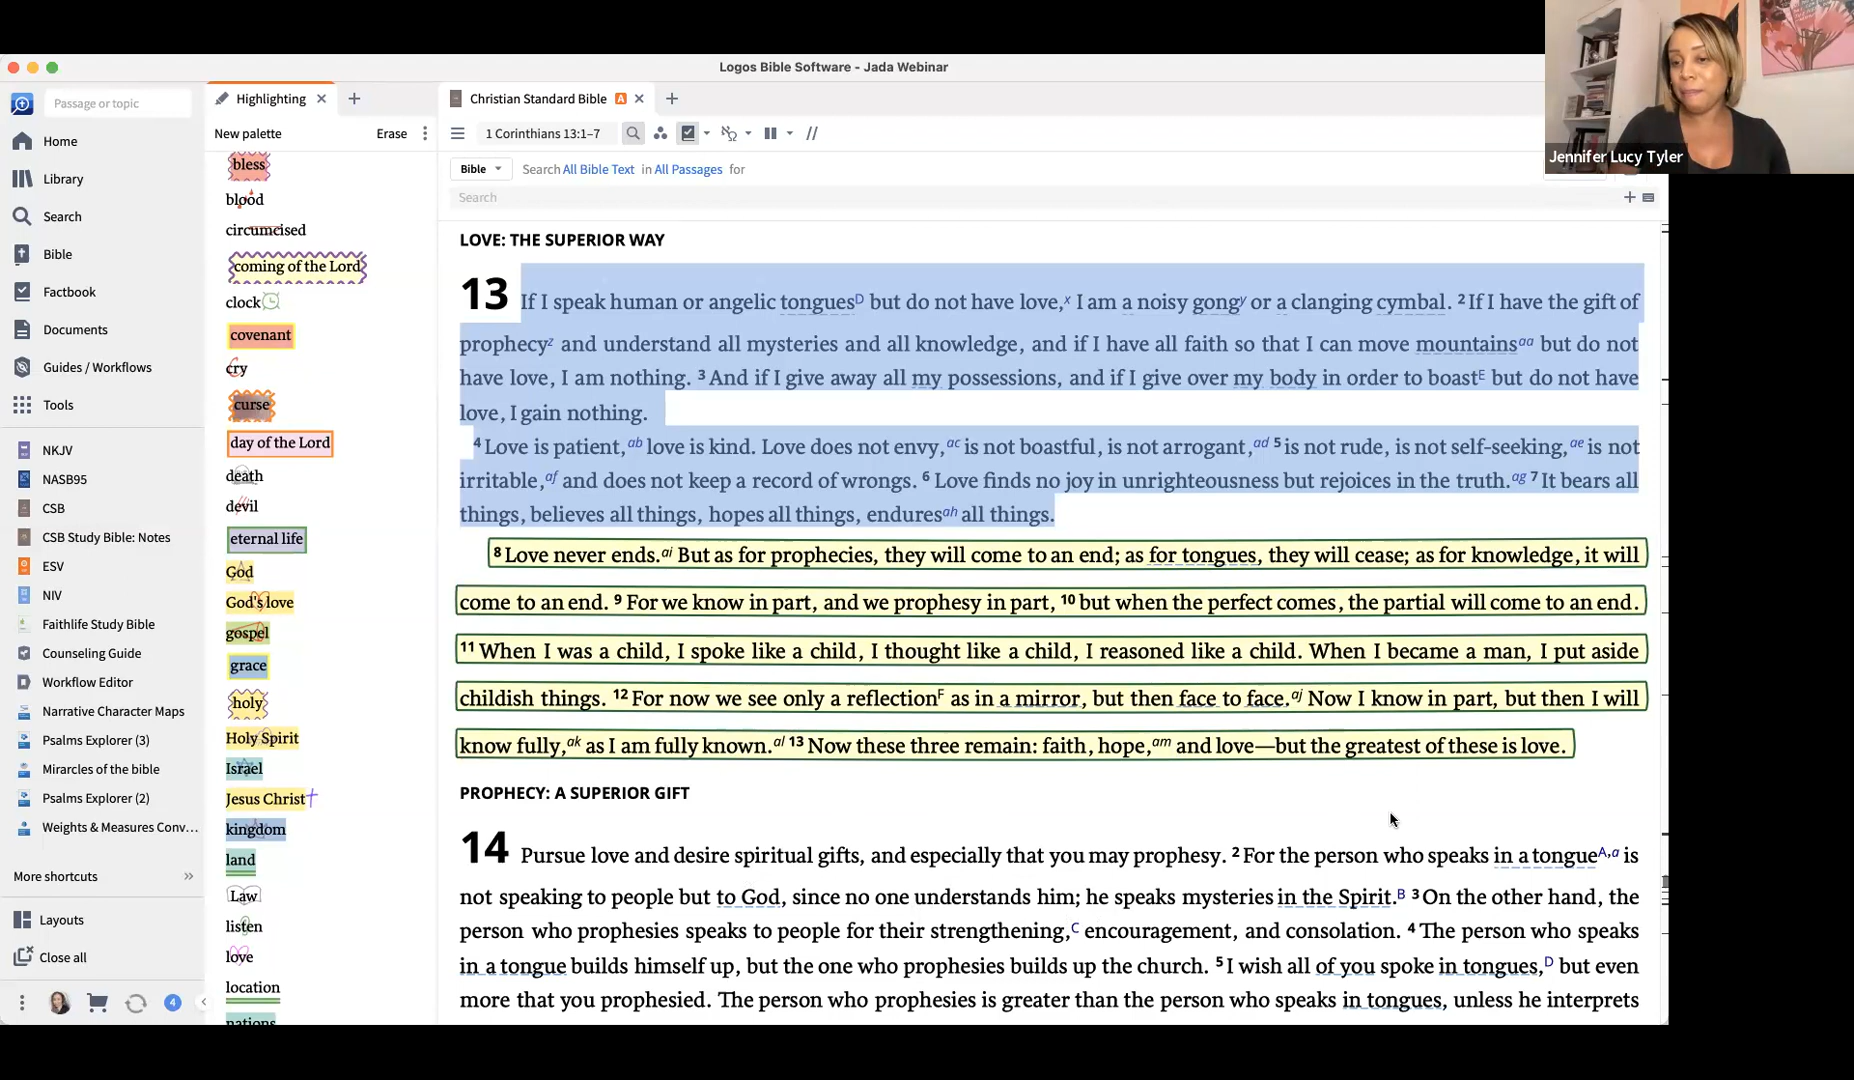 Logos Bible Software - Jada Webinar
Jennifer Lucy Tyler
Passage or topic
Home
Library
Search
Bible
Factbook
Documents
Guides / Workflows
Tools
NKJV
NASB95
CSB
CSB Study Bible: Notes
ESV
NIV
Faithlife Study Bible
Counseling Guide
Workflow Editor
Narrative Character Maps
Psalms Explorer (3)
Mirarcles of the bible
Psalms Explorer (2)
Weights & Measures Conv…
More shortcuts
Layouts
Close all
4
Highlighting
New palette Erase
bless
blood
circumcised
coming of the Lord
clock
covenant
cry
curse
day of the Lord
death
devil
eternal life
God
God's love
gospel
grace
holy
Holy Spirit
Israel
Jesus Christ
kingdom
land
Law
listen
love
location
nations
Christian Standard Bible A
1 Corinthians 13:1–7
Bible Search All Bible Text in All Passages for
Search
LOVE: THE SUPERIOR WAY
13 If I speak human or angelic tonguesD but do not have love,x I am a noisy gongy or a clanging cymbal. 2 If I have the gift of
prophecyz and understand all mysteries and all knowledge, and if I have all faith so that I can move mountainsaa but do not
have love, I am nothing. 3 And if I give away all my possessions, and if I give over my body in order to boastE but do not have
love, I gain nothing.
4 Love is patient,ab love is kind. Love does not envy,ac is not boastful, is not arrogant,ad 5 is not rude, is not self-seeking,ae is not
irritable,af and does not keep a record of wrongs. 6 Love finds no joy in unrighteousness but rejoices in the truth.ag 7 It bears all
things, believes all things, hopes all things, enduresah all things.
8 Love never ends.ai But as for prophecies, they will come to an end; as for tongues, they will cease; as for knowledge, it will
come to an end. 9 For we know in part, and we prophesy in part, 10 but when the perfect comes, the partial will come to an end.
11 When I was a child, I spoke like a child, I thought like a child, I reasoned like a child. When I became a man, I put aside
childish things. 12 For now we see only a reflectionF as in a mirror, but then face to face.aj Now I know in part, but then I will
know fully,ak as I am fully known.al 13 Now these three remain: faith, hope,am and love—but the greatest of these is love.
PROPHECY: A SUPERIOR GIFT
14 Pursue love and desire spiritual gifts, and especially that you may prophesy. 2 For the person who speaks in a tongueA,a is
not speaking to people but to God, since no one understands him; he speaks mysteries in the Spirit.B 3 On the other hand, the
person who prophesies speaks to people for their strengthening,C encouragement, and consolation. 4 The person who speaks
in a tongue builds himself up, but the one who prophesies builds up the church. 5 I wish all of you spoke in tongues,D but even
more that you prophesied. The person who prophesies is greater than the person who speaks in tongues, unless he interprets